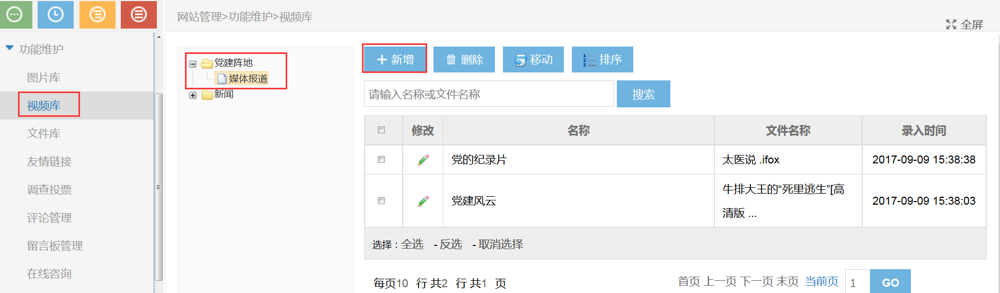 网站管理>功能维护>视频库
全屏
功能维护
图片库
视频库
文件库
友情链接
调查投票
评论管理
留言板管理
在线咨询
党建阵地
媒体报道
新闻
新增 删除 移动 排序
请输入名称或文件名称 搜索
修改 名称 文件名称 录入时间
党的纪录片 太医说 .ifox 2017-09-09 15:38:38
党建风云 牛排大王的“死里逃生”[高 2017-09-09 15:38:03
清版 ...
选择：全选 - 反选 - 取消选择
每页10 行 共2 行 共1 页 首页 上一页 下一页 末页 当前页 1 GO